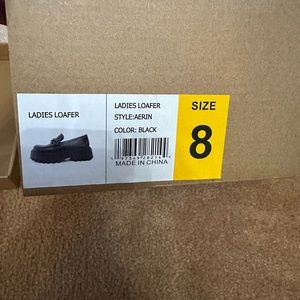 LADIES LOAFER
LADIES LOAFER
STYLE:AERIN
COLOR: BLACK
MADE IN CHINA
SIZE
8